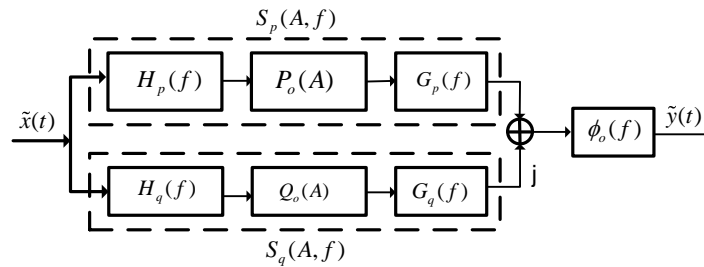 S_p(A, f)
H_p(f) P_o(A) G_p(f)
x̃(t) ϕ_o(f) ỹ(t)
j
H_q(f) Q_o(A) G_q(f)
S_q(A, f)